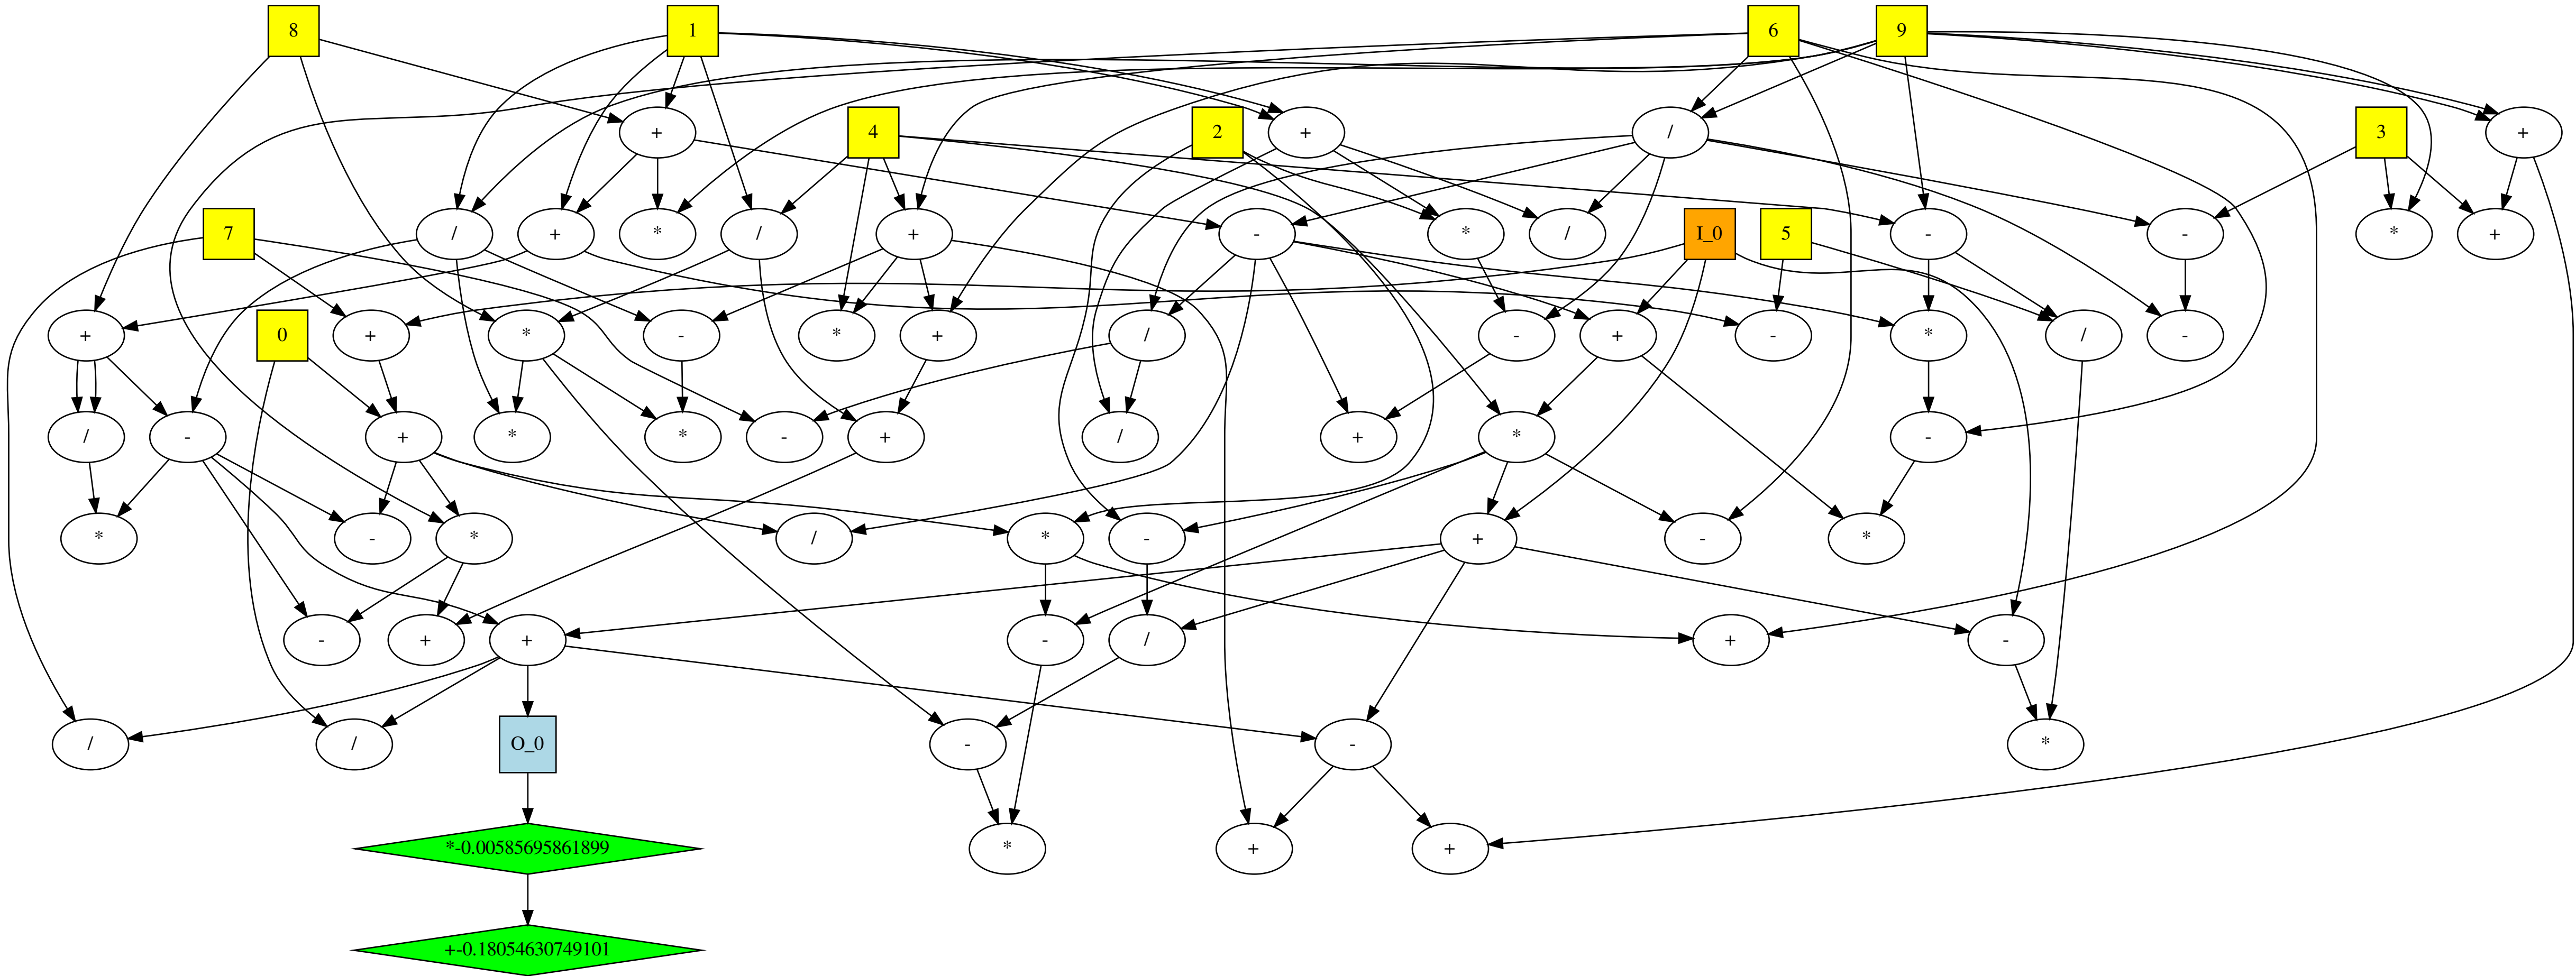 8 1 6 9
+ 4 2 + / 3 +
7 / + * / + - * / I_0 5 - - * +
+ 0 + * - * + / - + - * / -
/ - + * * - + / + * -
* - * / * - + - *
- + + - / + -
/ / O_0 - - *
*-0.00585695861899 * + +
+-0.18054630749101